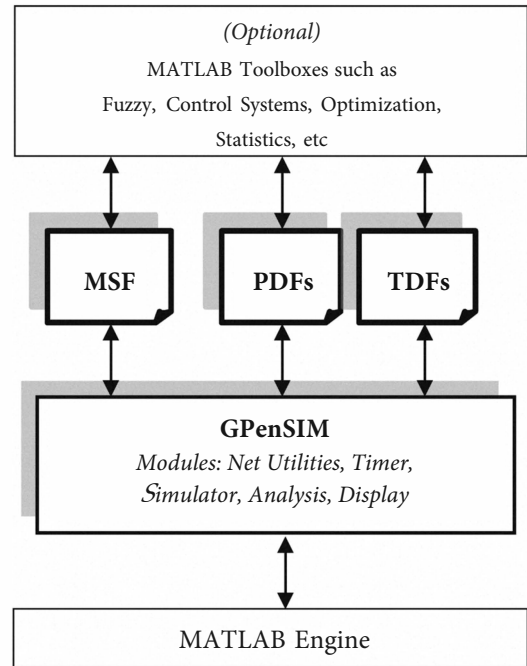 (Optional)
MATLAB Toolboxes such as
Fuzzy, Control Systems, Optimization,
Statistics, etc
MSF
PDFs
TDFs
GPenSIM
Modules: Net Utilities, Timer,
Simulator, Analysis, Display
MATLAB Engine